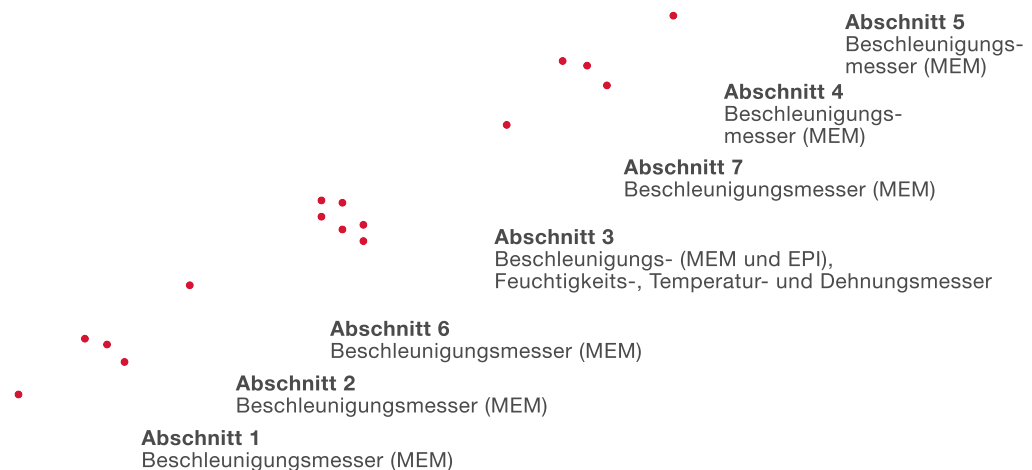 Abschnitt 5
Beschleunigungs-
messer (MEM)
Abschnitt 4
Beschleunigungs-
messer (MEM)
Abschnitt 7
Beschleunigungsmesser (MEM)
Abschnitt 3
Beschleunigungs- (MEM und EPI),
Feuchtigkeits-, Temperatur- und Dehnungsmesser
Abschnitt 6
Beschleunigungsmesser (MEM)
Abschnitt 2
Beschleunigungsmesser (MEM)
Abschnitt 1
Beschleunigungsmesser (MEM)